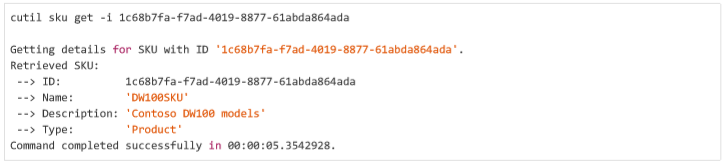 cutil sku get -i 1c68b7fa-f7ad-4019-8877-61abda864ada

Getting details for SKU with ID '1c68b7fa-f7ad-4019-8877-61abda864ada'.
Retrieved SKU:
 --> ID:          1c68b7fa-f7ad-4019-8877-61abda864ada
 --> Name:        'DW100SKU'
 --> Description: 'Contoso DW100 models'
 --> Type:        'Product'
Command completed successfully in 00:00:05.3542928.